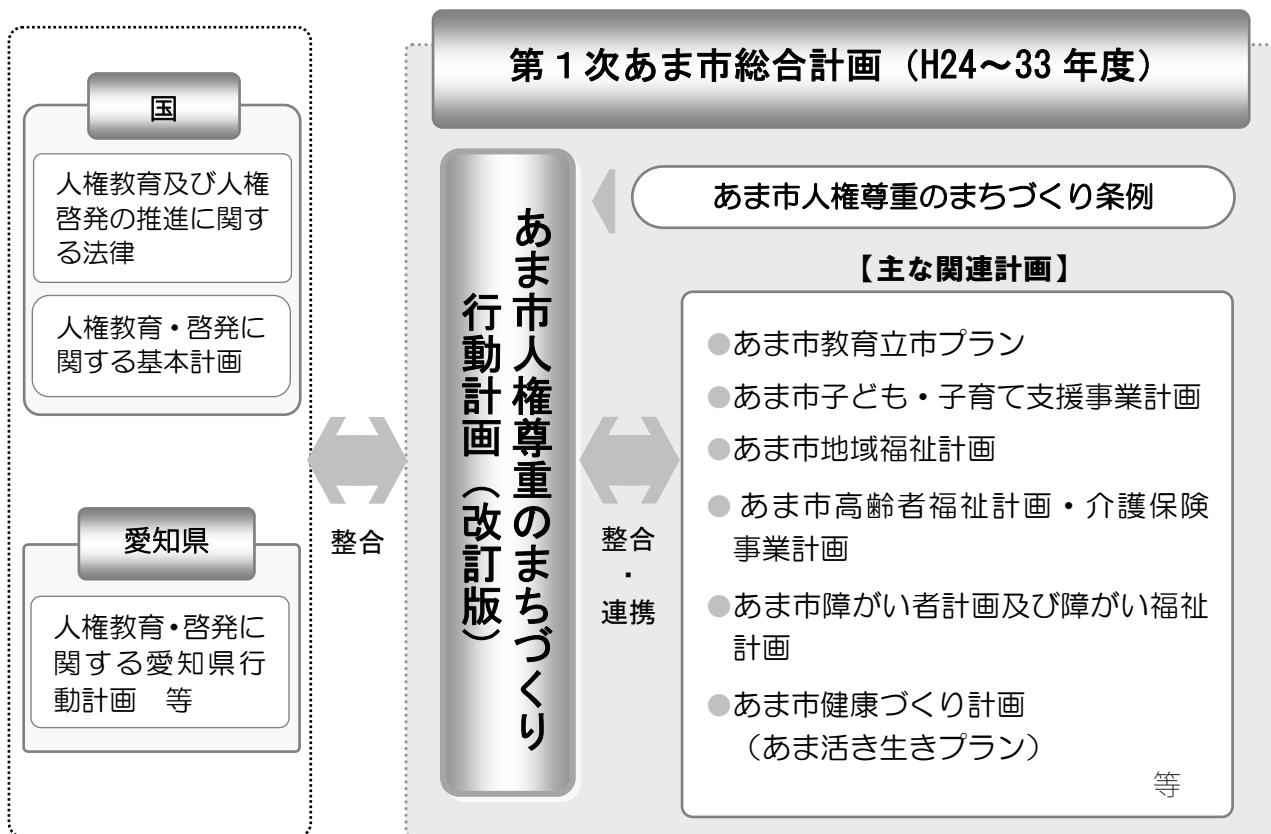 第1次あま市総合計画（H24～33 年度）
国
人権教育及び人権
啓発の推進に関す
る法律
人権教育・啓発に
関する基本計画
愛知県
人権教育・啓発に
関する愛知県行
動計画　等
整合
あま市人権尊重のまちづくり
行動計画（改訂版）
整合
・
連携
あま市人権尊重のまちづくり条例
【主な関連計画】
●あま市教育立市プラン
●あま市子ども・子育て支援事業計画
●あま市地域福祉計画
●あま市高齢者福祉計画・介護保険
事業計画
●あま市障がい者計画及び障がい福祉
計画
●あま市健康づくり計画
（あま活き生きプラン）
等